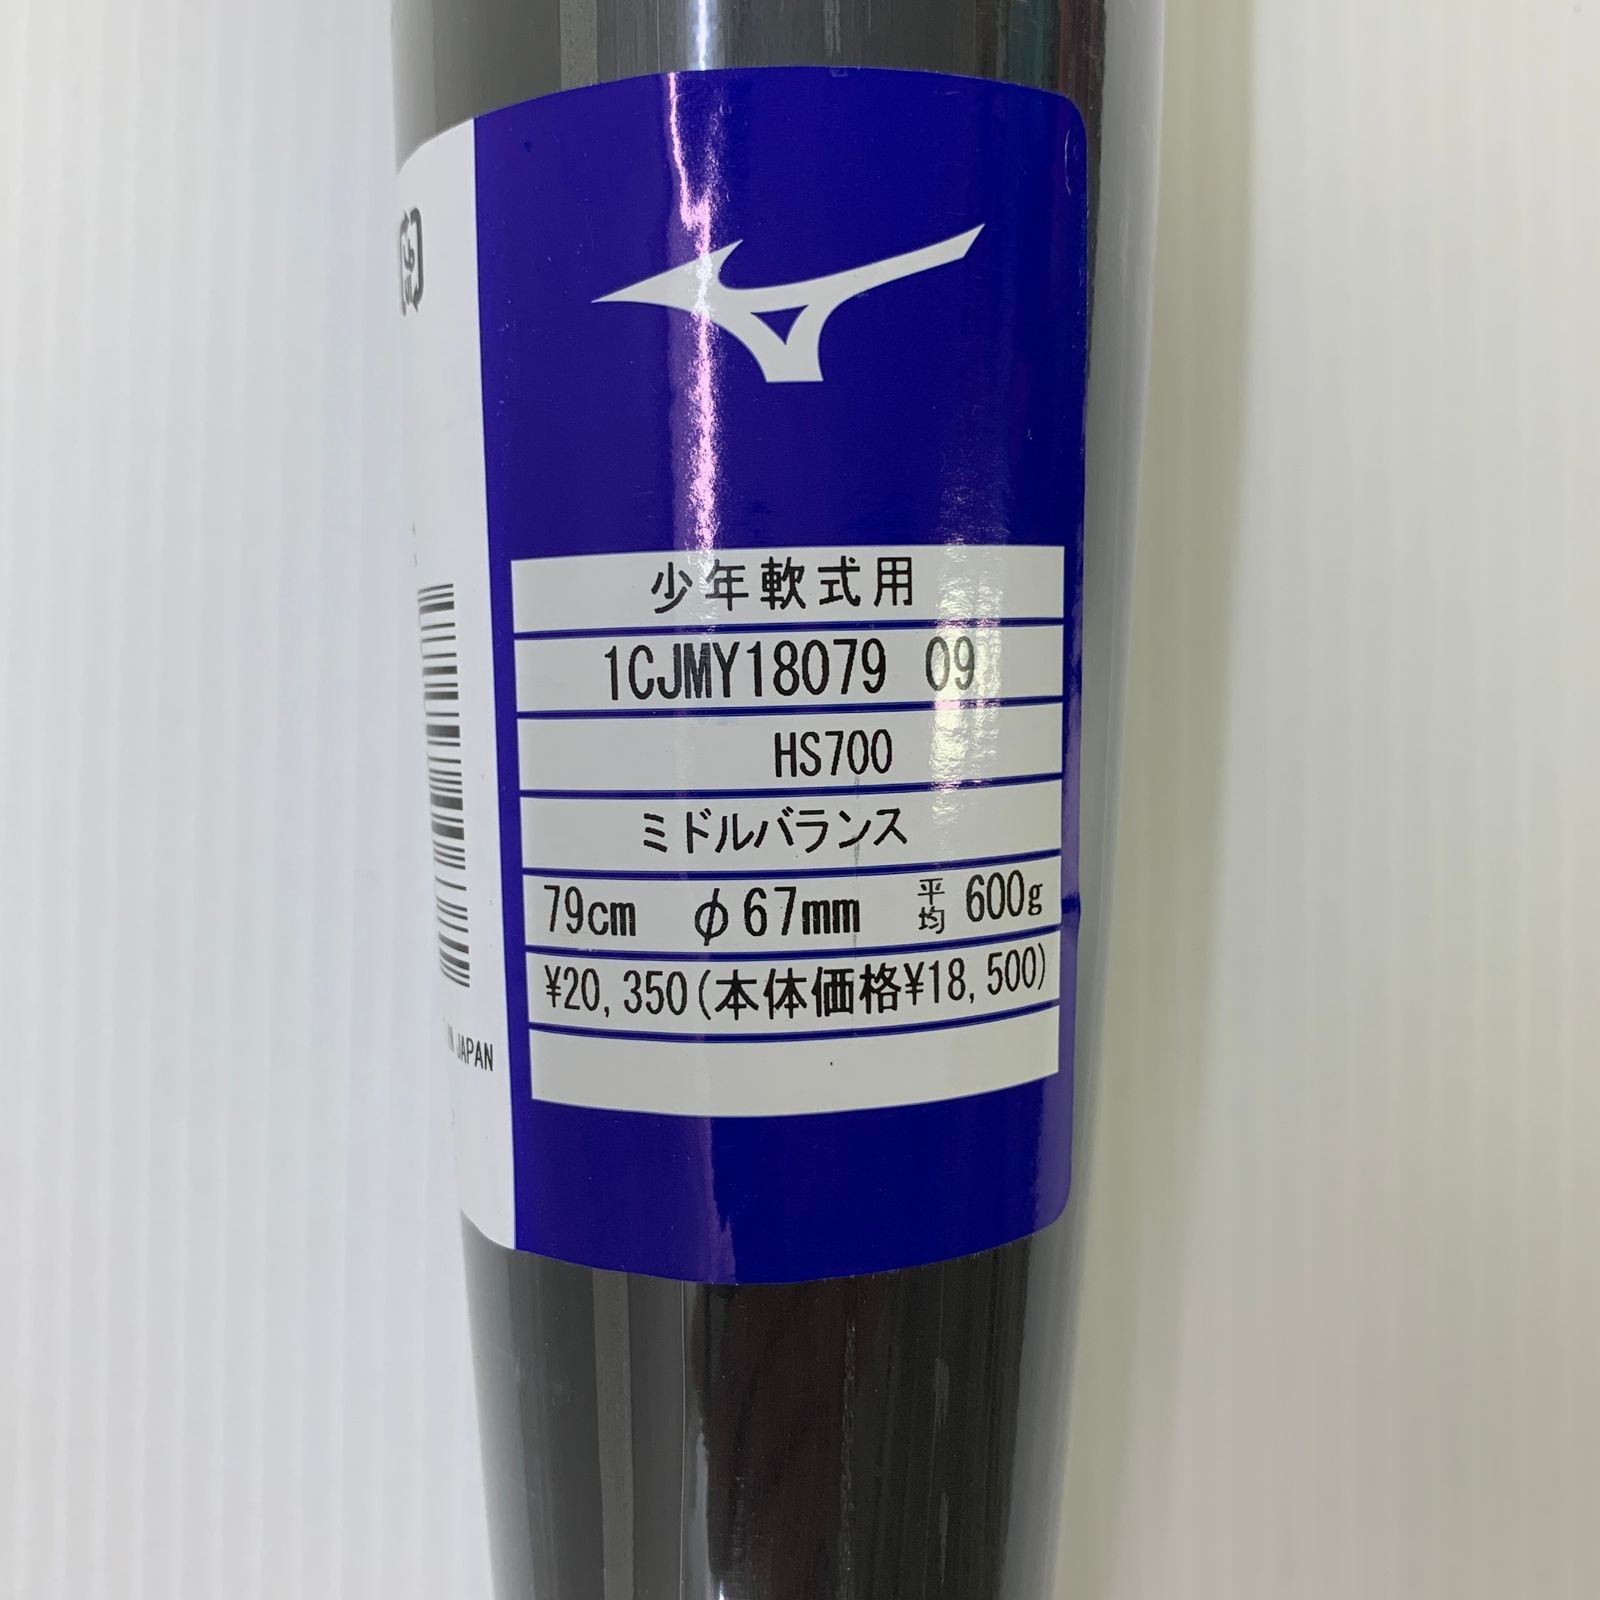 少年軟式用
1CJMY18079 09
HS700
ミドルバランス
79cm φ67mm 平均 600g
¥20,350(本体価格¥18,500)
IN JAPAN